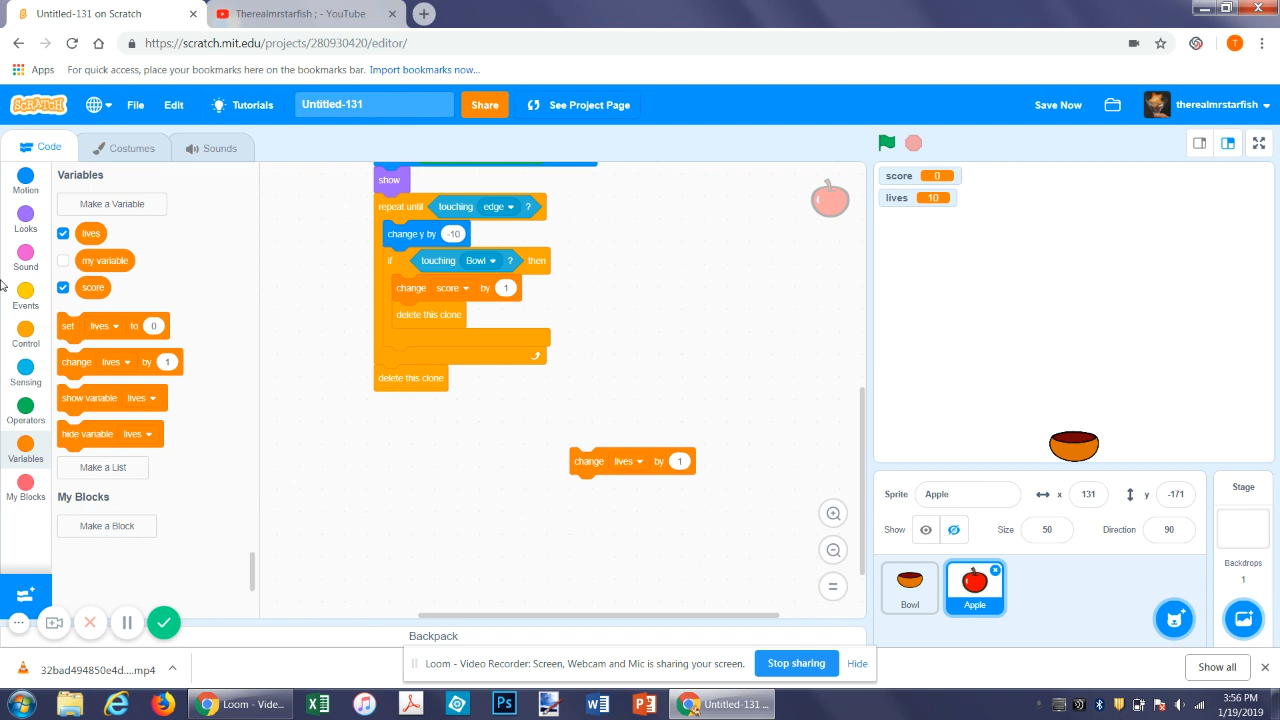 Untitled-131 on Scratch
Therealmrstarfish ; - YouTube
https://scratch.mit.edu/projects/280930420/editor/
T
Apps
For quick access, place your bookmarks here on the bookmarks bar. Import bookmarks now...
SCRATCH
File
Edit
Tutorials
Untitled-131
Share
See Project Page
Save Now
therealmrstarfish
Code
Costumes
Sounds
Motion
Looks
Sound
Events
Control
Sensing
Operators
Variables
My Blocks
Variables
Make a Variable
lives
my variable
score
set lives to 0
change lives by 1
show variable lives
hide variable lives
Make a List
My Blocks
Make a Block
show
repeat until touching edge ?
change y by -10
if touching Bowl ? then
change score by 1
delete this clone
delete this clone
change lives by 1
score 0
lives 10
Sprite
Apple
x
131
y
-171
Show
Size
50
Direction
90
Bowl
Apple
Stage
Backdrops
1
Backpack
32bad494850e4d....mp4
Loom - Video Recorder: Screen, Webcam and Mic is sharing your screen.
Stop sharing
Hide
Show all
Loom - Vide...
Untitled-131 ...
3:56 PM
1/19/2019